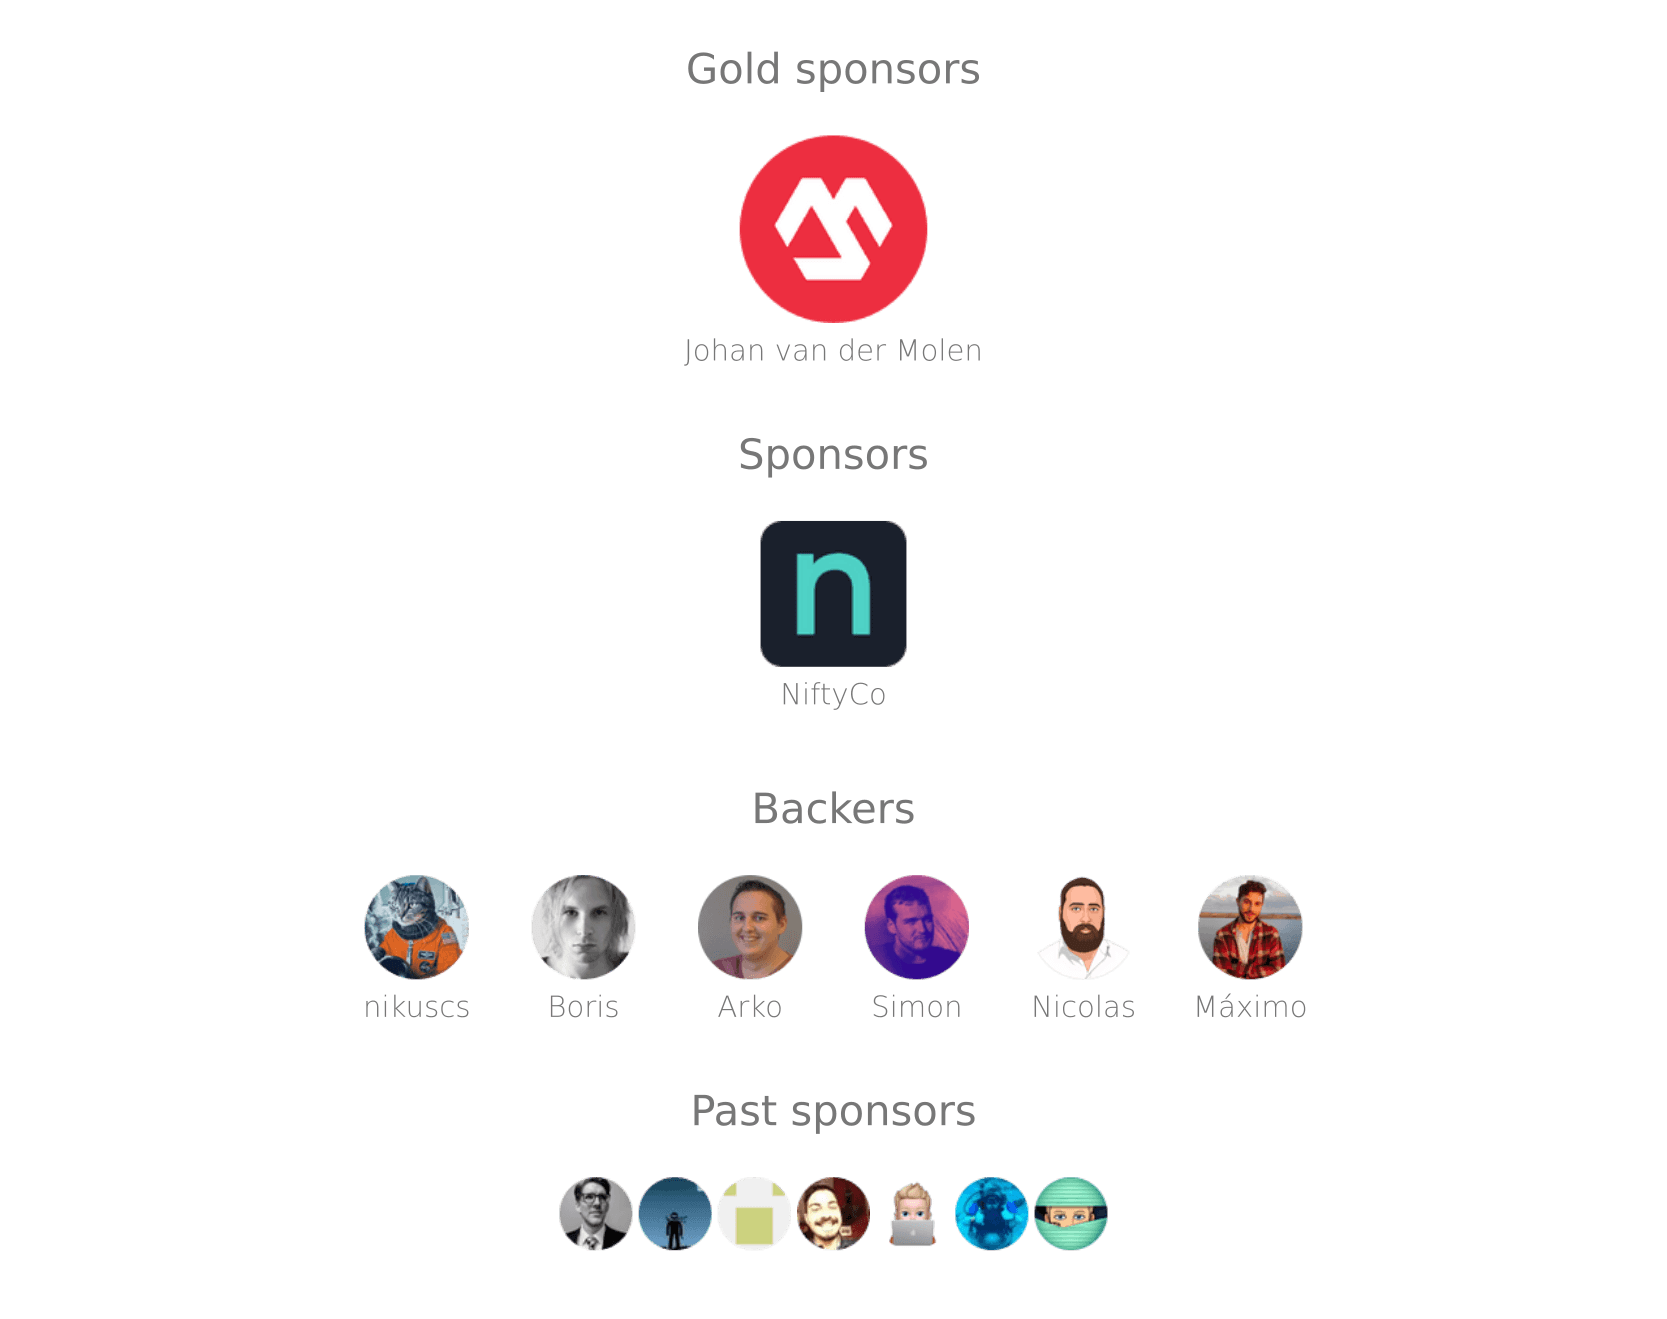 Gold sponsors
Johan van der Molen
Sponsors
n
NiftyCo
Backers
nikuscs Boris Arko Simon Nicolas Máximo
Past sponsors